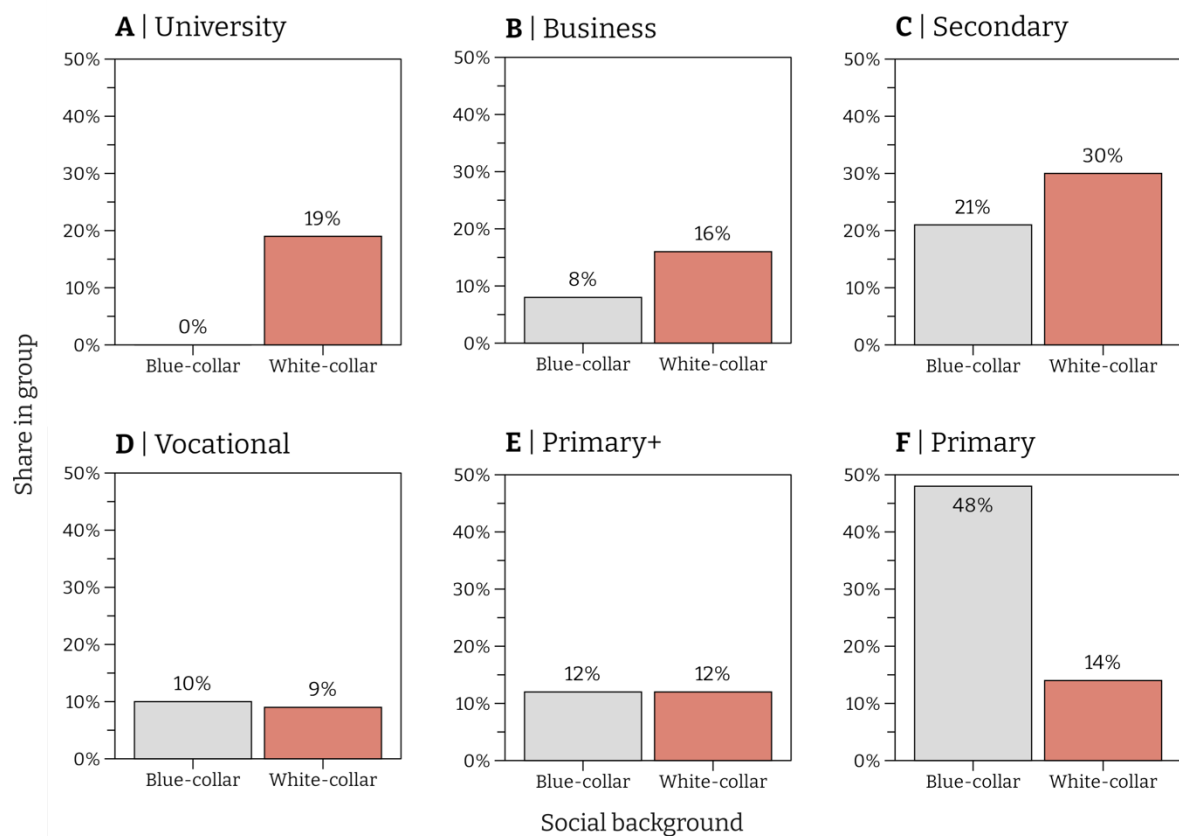 A | University
50%
40%
30%
20%
10%
0%
0%
19%
Blue-collar
White-collar
B | Business
50%
40%
30%
20%
10%
0%
8%
16%
Blue-collar
White-collar
C | Secondary
50%
40%
30%
20%
10%
0%
21%
30%
Blue-collar
White-collar
Share in group
D | Vocational
50%
40%
30%
20%
10%
0%
10%
9%
Blue-collar
White-collar
E | Primary+
50%
40%
30%
20%
10%
0%
12%
12%
Blue-collar
White-collar
F | Primary
50%
40%
30%
20%
10%
0%
48%
14%
Blue-collar
White-collar
Social background